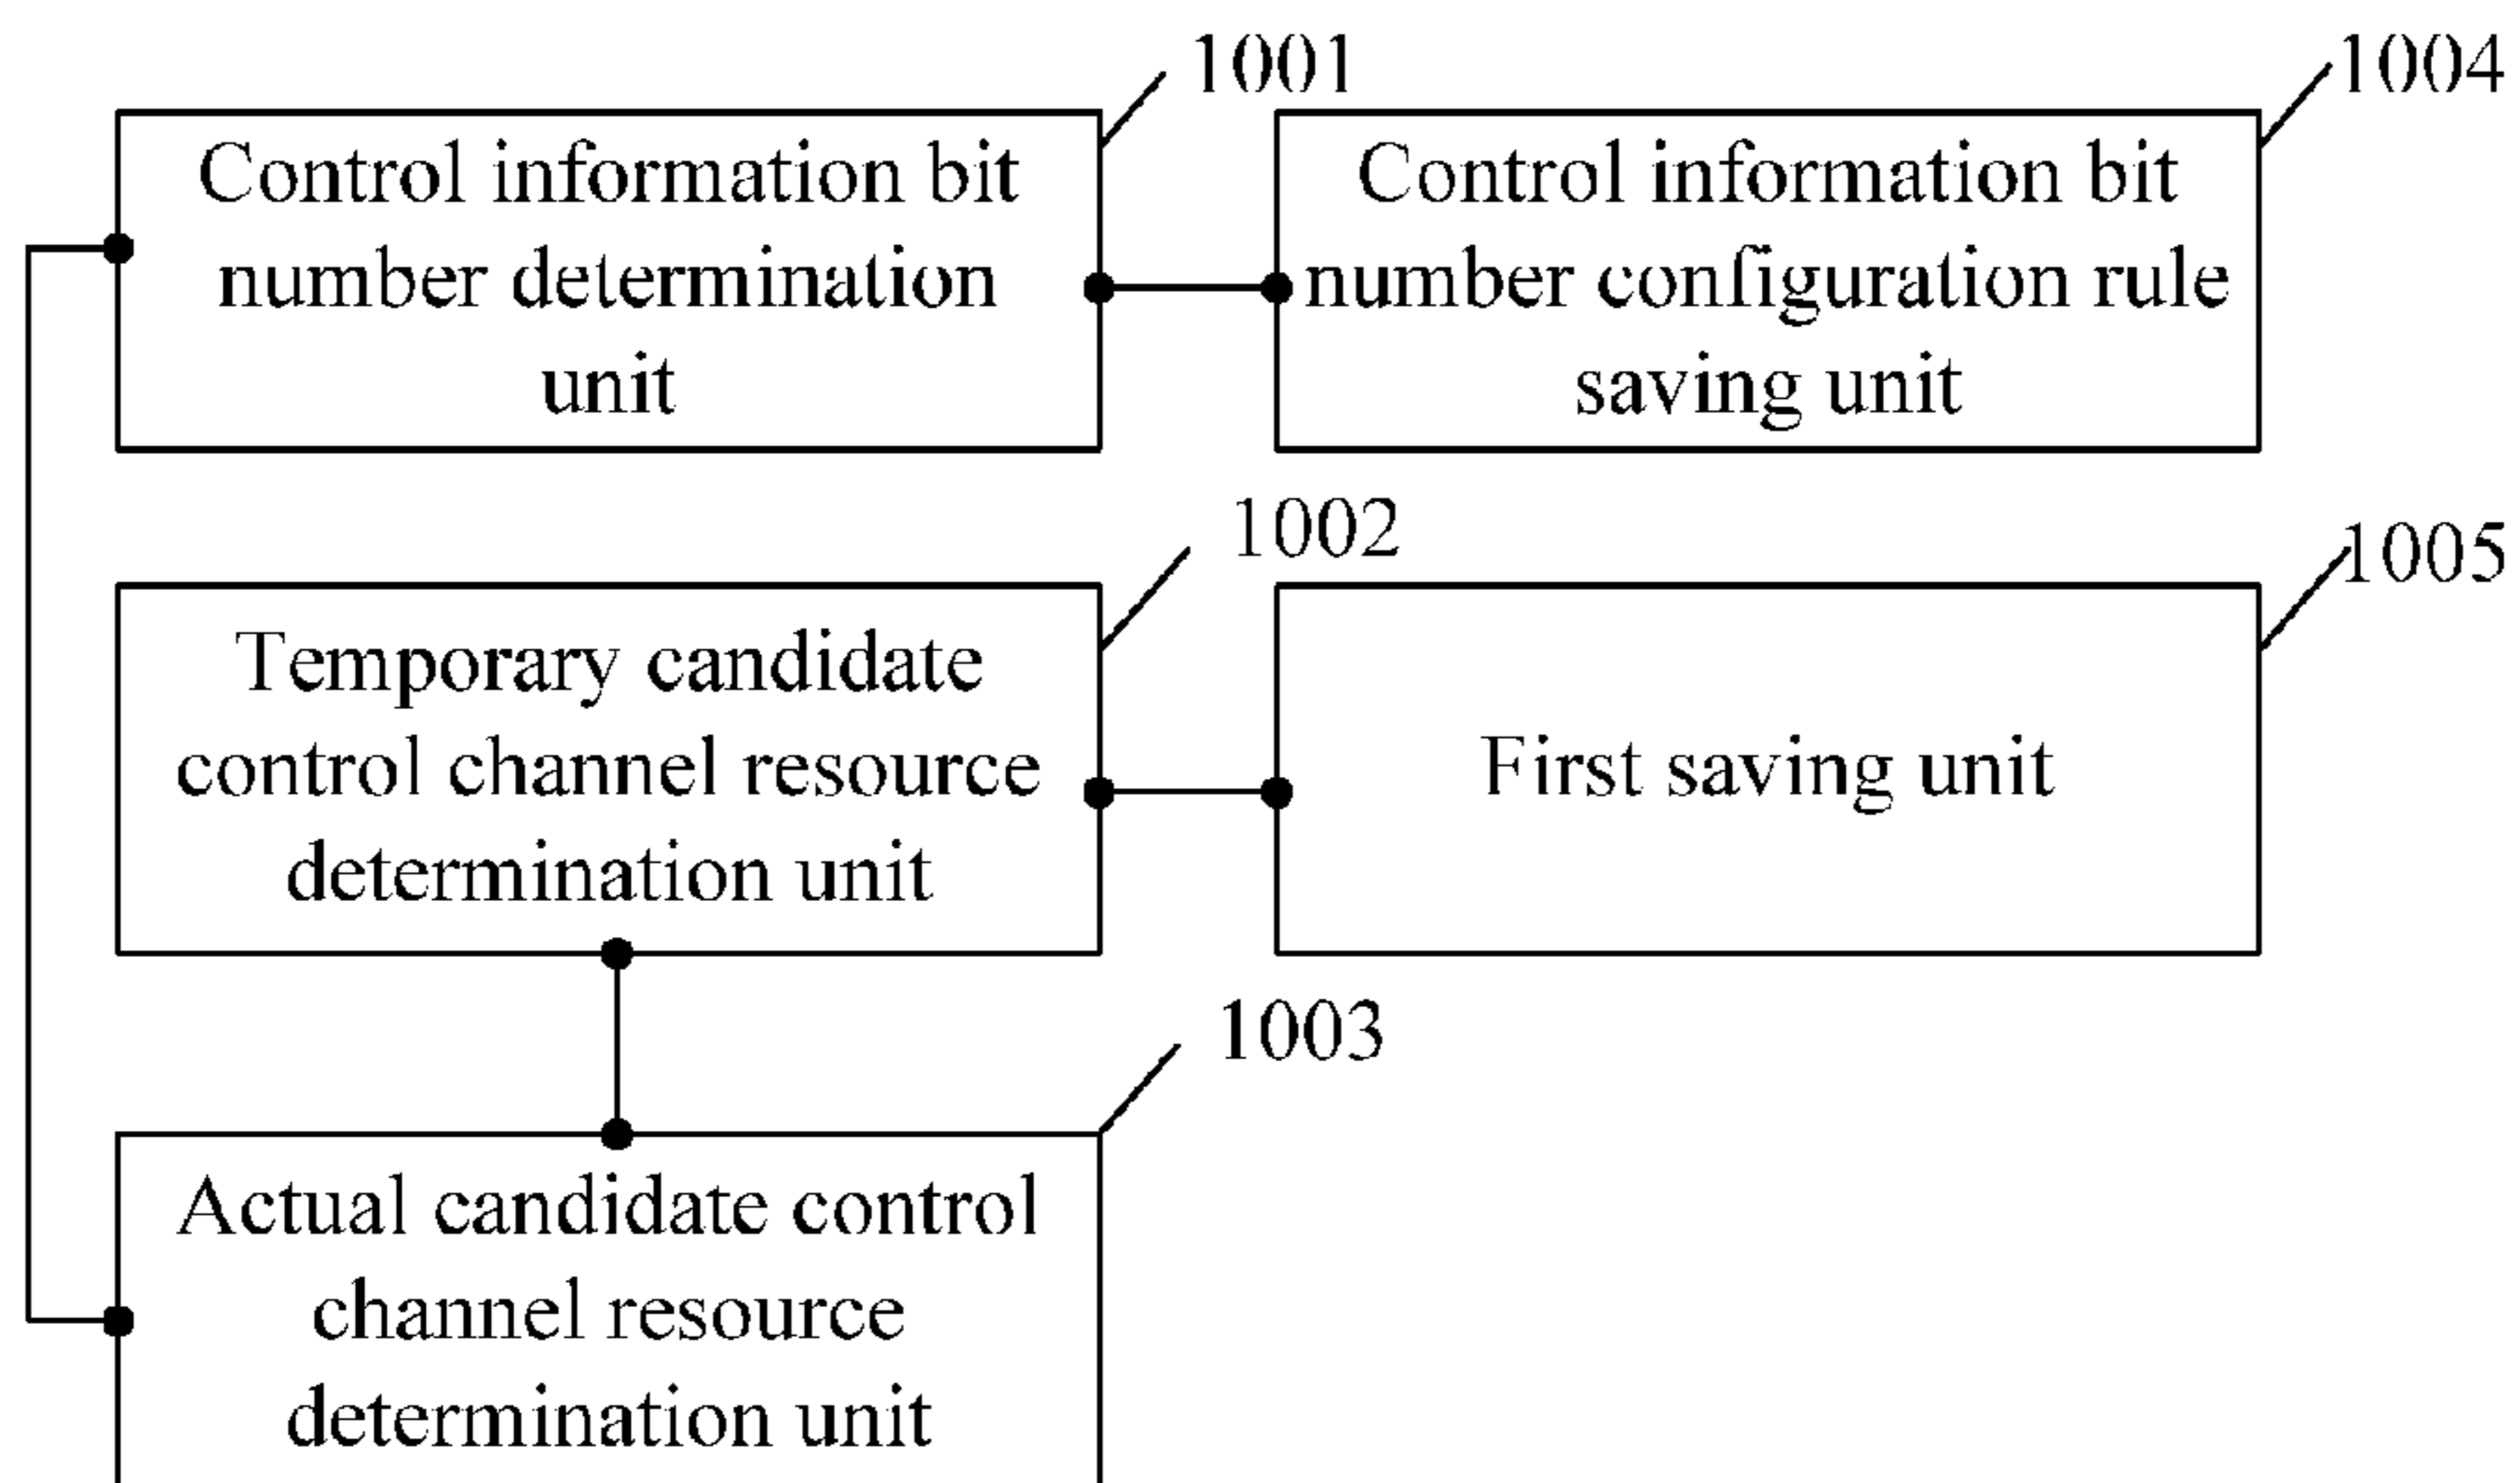 1001
1004
Control information bit
number determination
unit
Control information bit
number configuration rule
saving unit
1002
1005
Temporary candidate
control channel resource
determination unit
First saving unit
1003
Actual candidate control
channel resource
determination unit